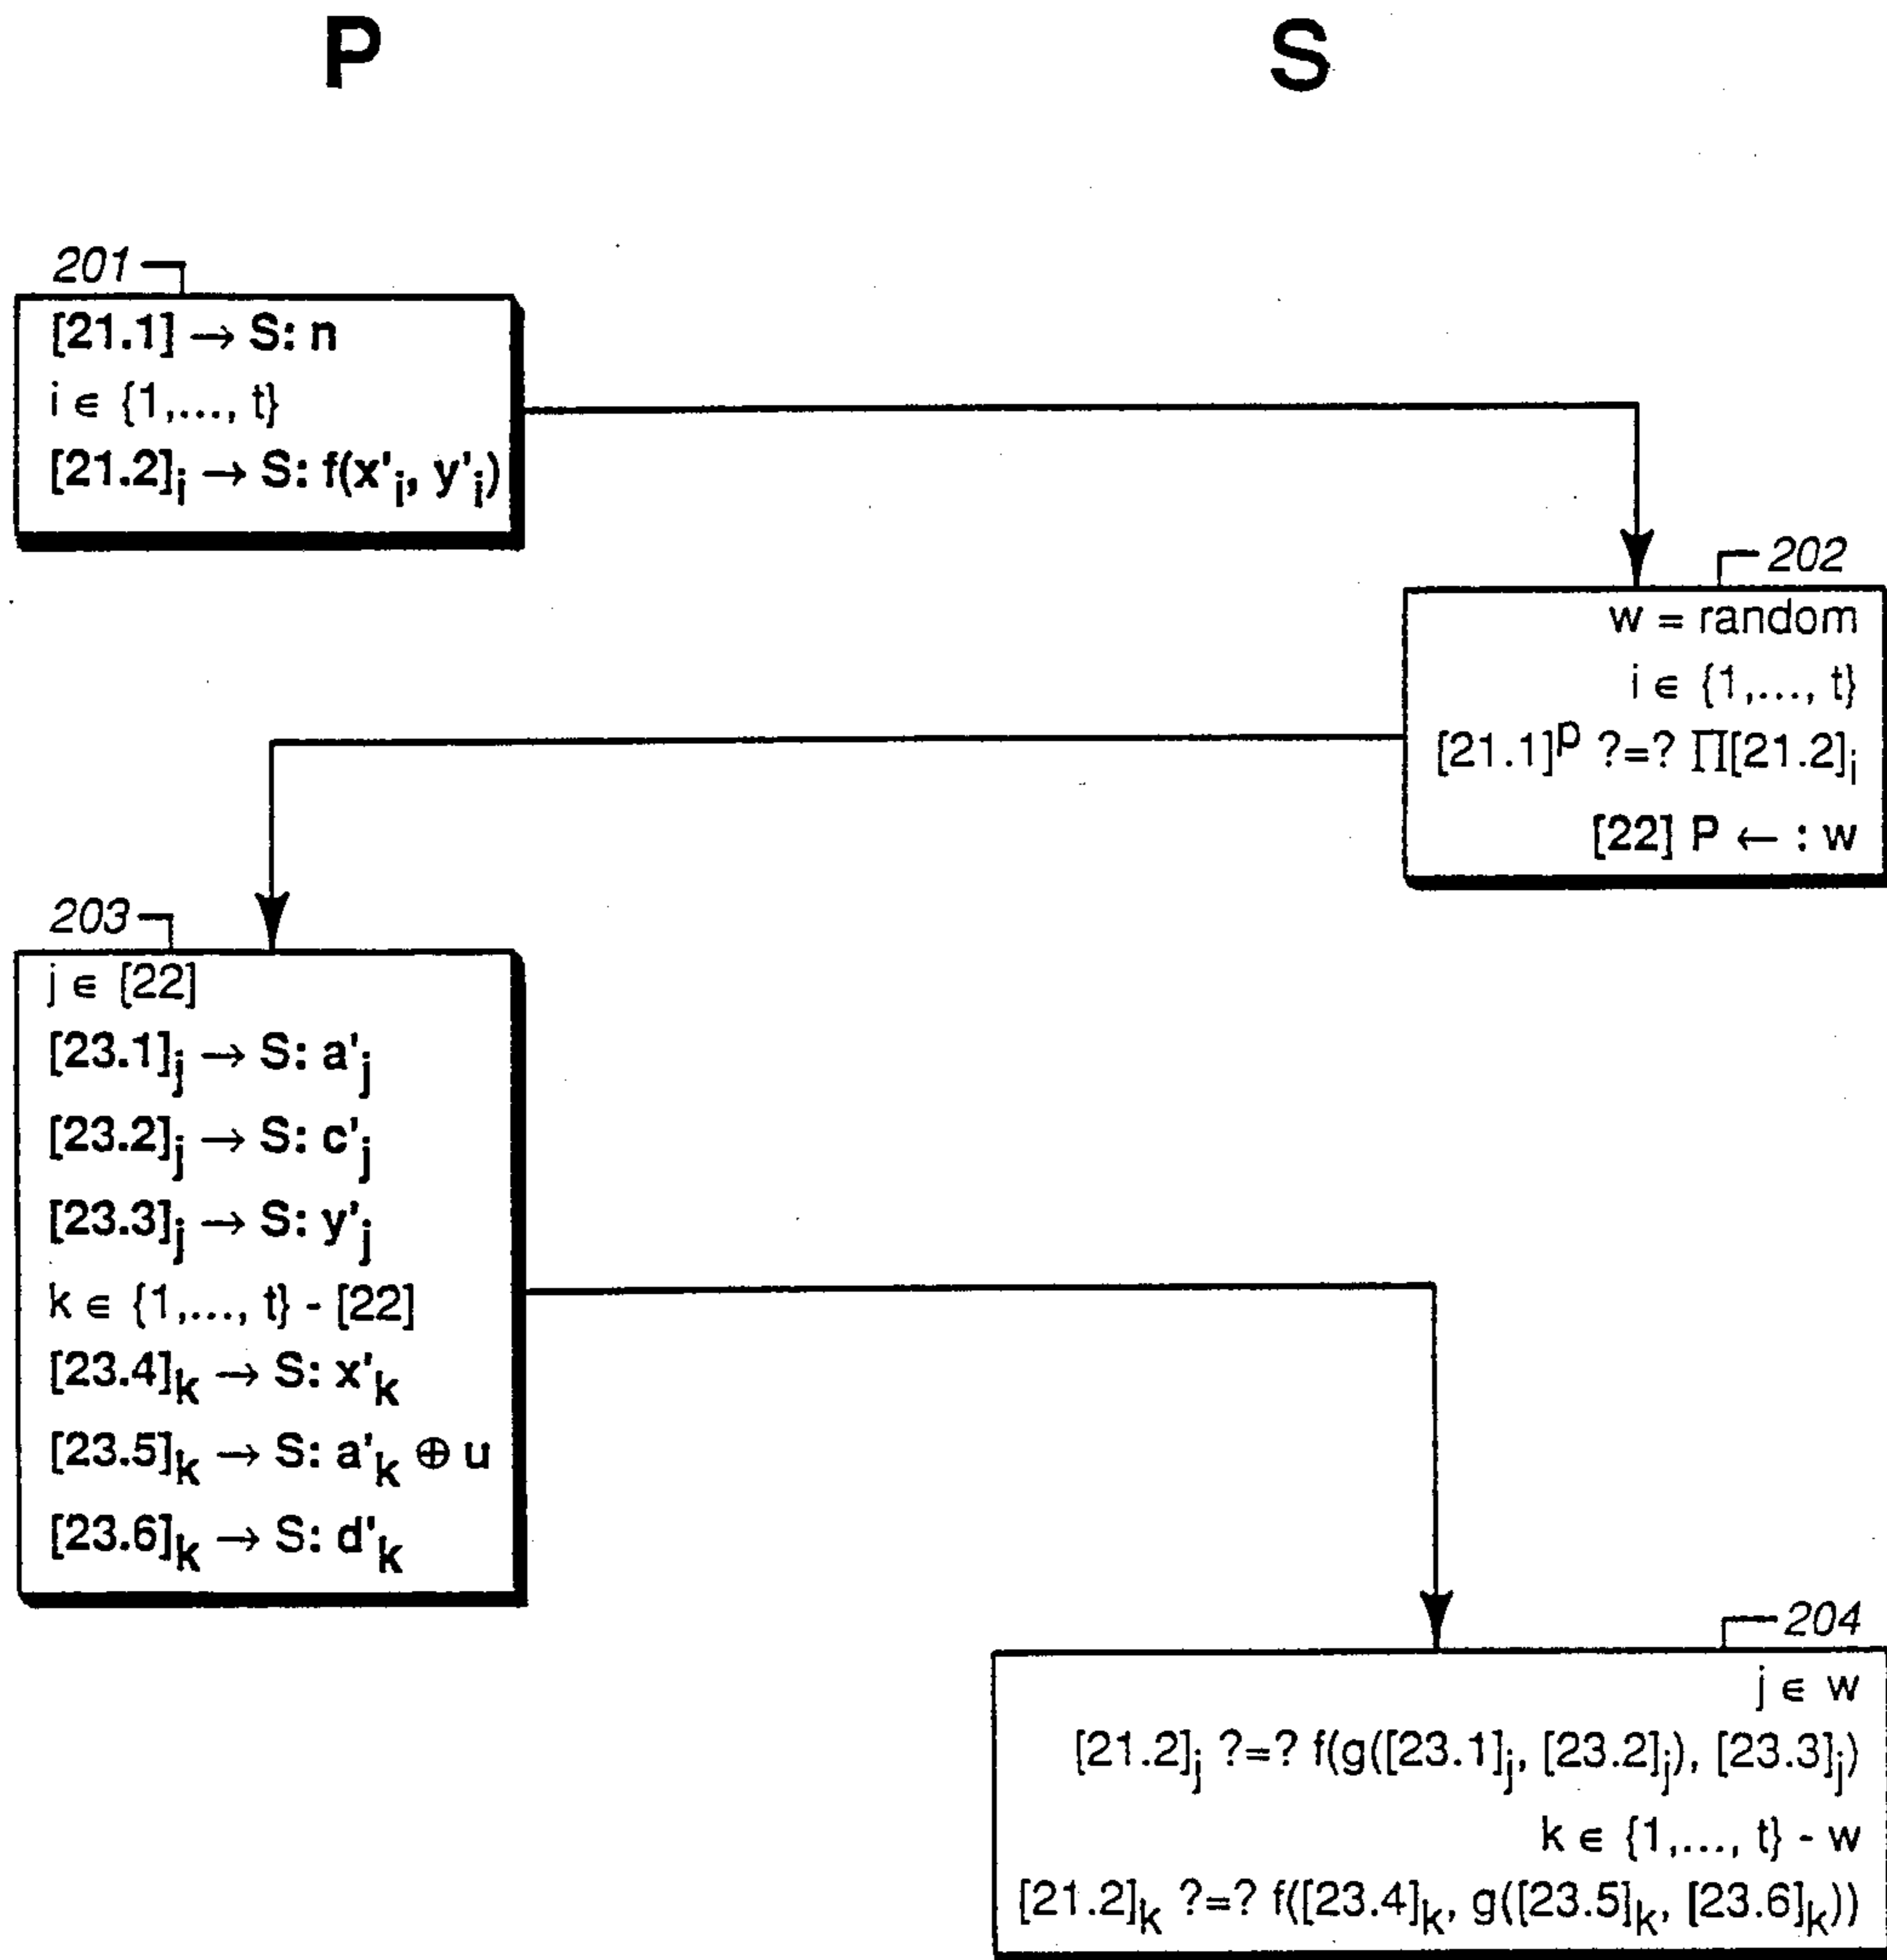 P
S
201
[21.1] → S: n
i ∈ {1,..., t}
[21.2]i → S: f(x'i, y'i)
202
w = random
i ∈ {1,..., t}
[21.1]p ?=? Π[21.2]i
[22] P ← : w
203
j ∈ [22]
[23.1]j → S: a'j
[23.2]j → S: c'j
[23.3]j → S: y'j
k ∈ {1,..., t} - [22]
[23.4]k → S: x'k
[23.5]k → S: a'k ⊕ u
[23.6]k → S: d'k
204
j ∈ w
[21.2]j ?=? f(g([23.1]j, [23.2]j), [23.3]j)
k ∈ {1,..., t} - w
[21.2]k ?=? f([23.4]k, g([23.5]k, [23.6]k))